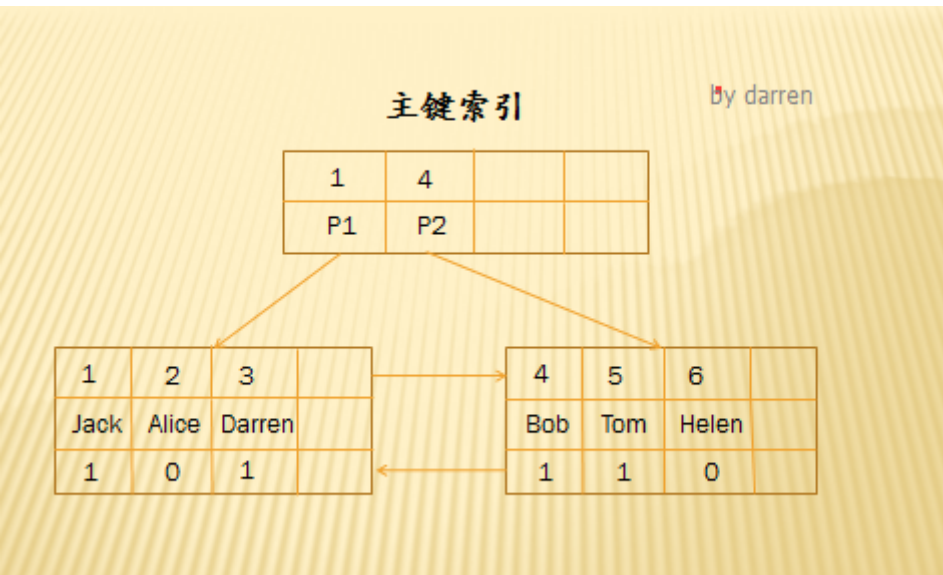 主键索引
by darren
1 4
P1 P2
1 2 3
Jack Alice Darren
1 0 1
4 5 6
Bob Tom Helen
1 1 0